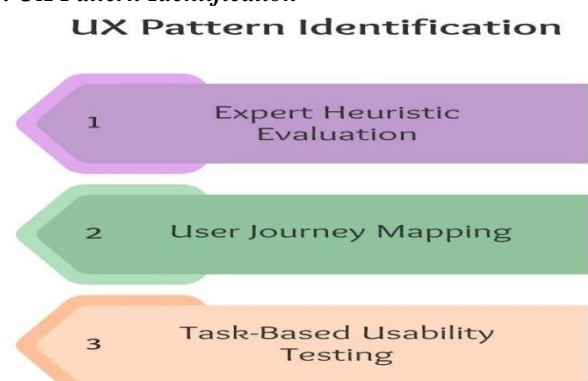 UX Pattern Identification
1
Expert Heuristic
Evaluation
2
User Journey Mapping
3
Task-Based Usability
Testing